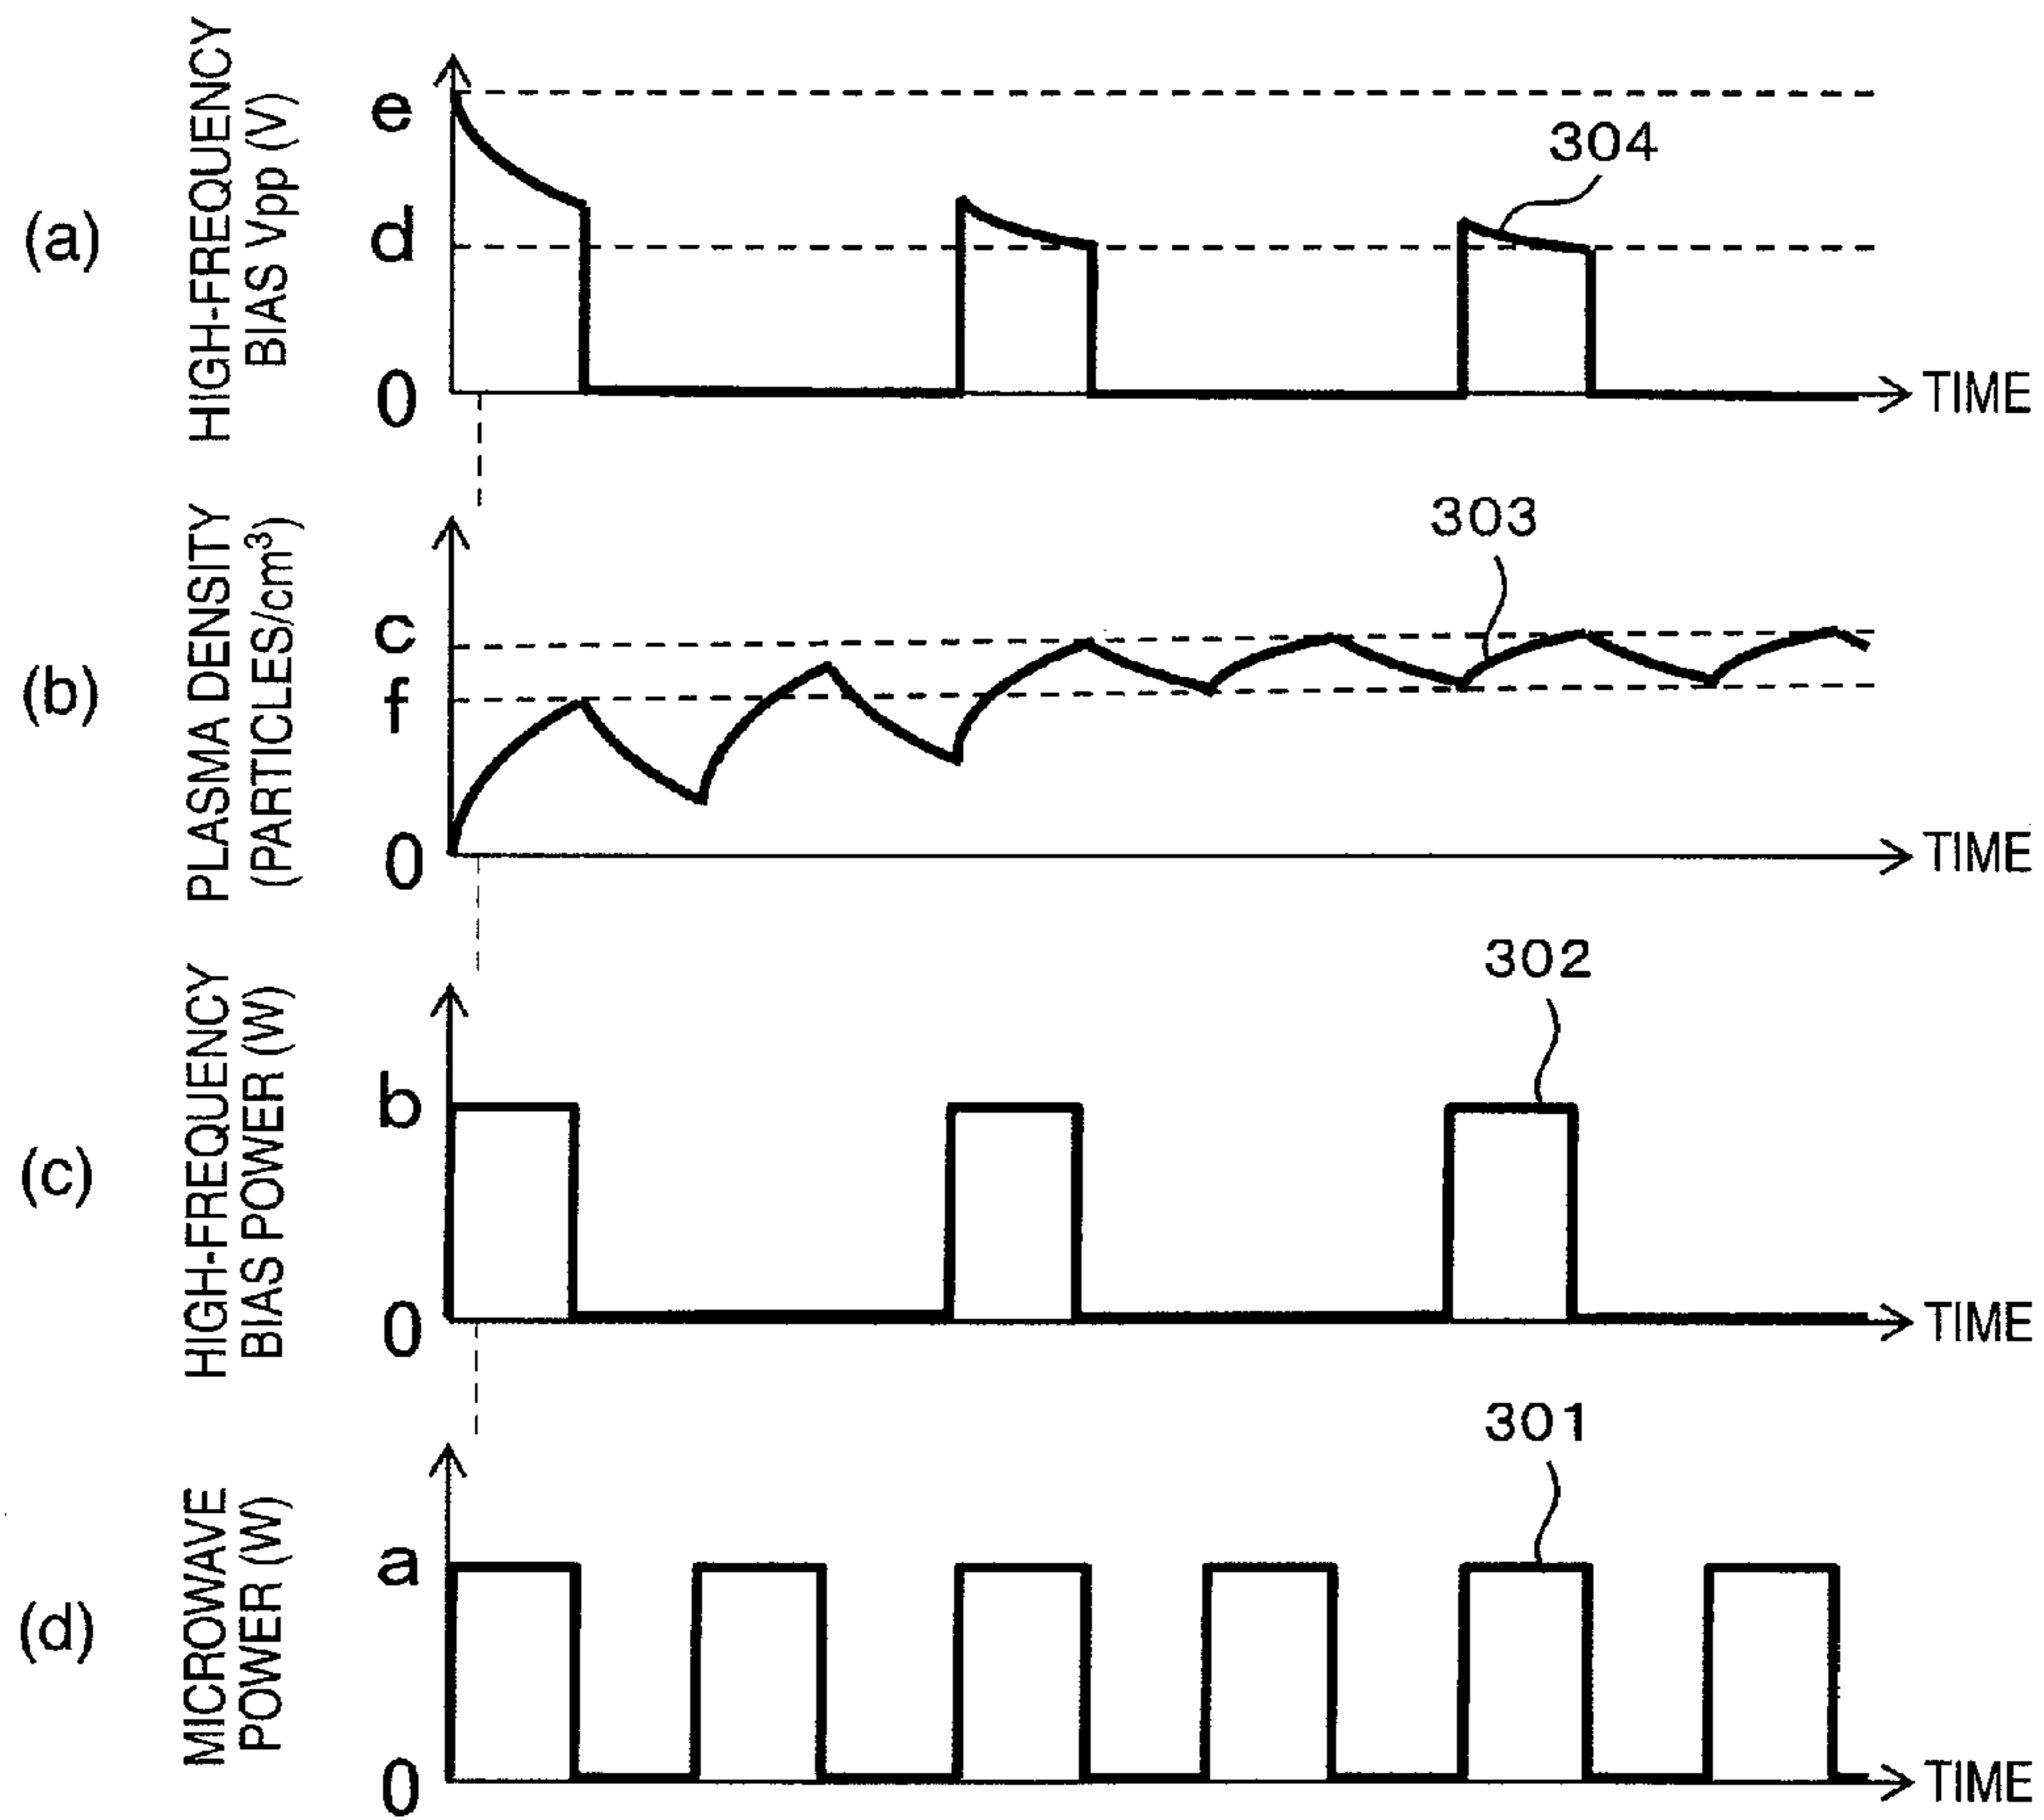 (a)
HIGH-FREQUENCY
BIAS Vpp (V)
e
d
0
304
TIME
(b)
PLASMA DENSITY
(PARTICLES/cm³)
c
f
0
303
TIME
(c)
HIGH-FREQUENCY
BIAS POWER (W)
b
0
302
TIME
(d)
MICROWAVE
POWER (W)
a
0
301
TIME